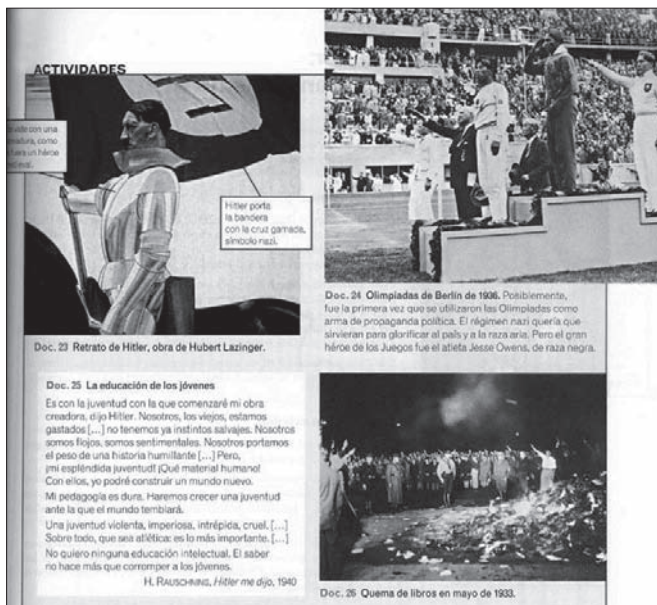 ACTIVIDADES
con una
como
un héroe
Hitler porta
la bandera
con la cruz gamada,
símbolo nazi.
Doc. 23 Retrato de Hitler, obra de Hubert Lazinger.
Doc. 24 Olimpiadas de Berlín de 1936. Posiblemente,
fue la primera vez que se utilizaron las Olimpiadas como
arma de propaganda política. El régimen nazi quería que
sirvieran para glorificar al país y a la raza aria. Pero el gran
héroe de los Juegos fue el atleta Jesse Owens, de raza negra.
Doc. 25 La educación de los jóvenes
Es con la juventud con la que comenzaré mi obra
creadora, dijo Hitler. Nosotros, los viejos, estamos
gastados […] no tenemos ya instintos salvajes. Nosotros
somos flojos, somos sentimentales. Nosotros portamos
el peso de una historia humillante […] Pero,
¡mi espléndida juventud! ¡Qué material humano!
Con ellos, yo podré construir un mundo nuevo.
Mi pedagogía es dura. Haremos crecer una juventud
ante la que el mundo temblará.
Una juventud violenta, imperiosa, intrépida, cruel. […]
Sobre todo, que sea atlética: es lo más importante. […]
No quiero ninguna educación intelectual. El saber
no hace más que corromper a los jóvenes.
H. RAUSCHNING, Hitler me dijo, 1940
Doc. 26 Quema de libros en mayo de 1933.